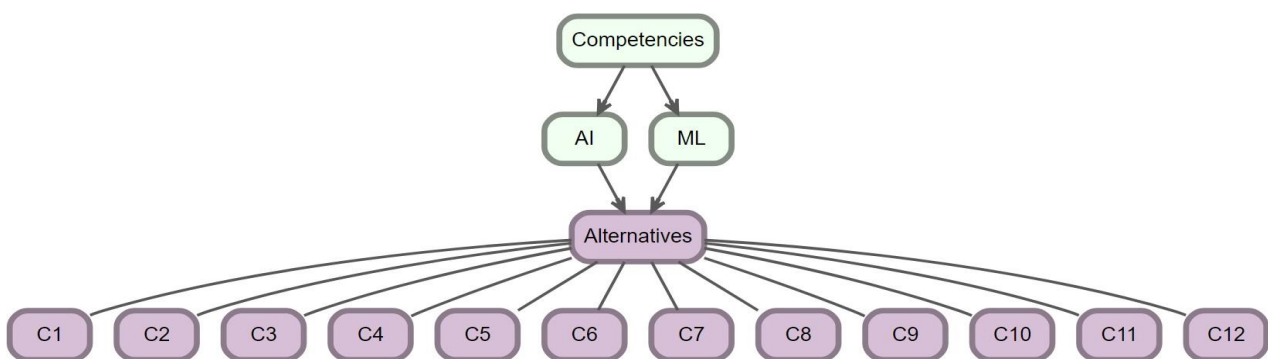 Competencies
AI ML
Alternatives
C1 C2 C3 C4 C5 C6 C7 C8 C9 C10 C11 C12